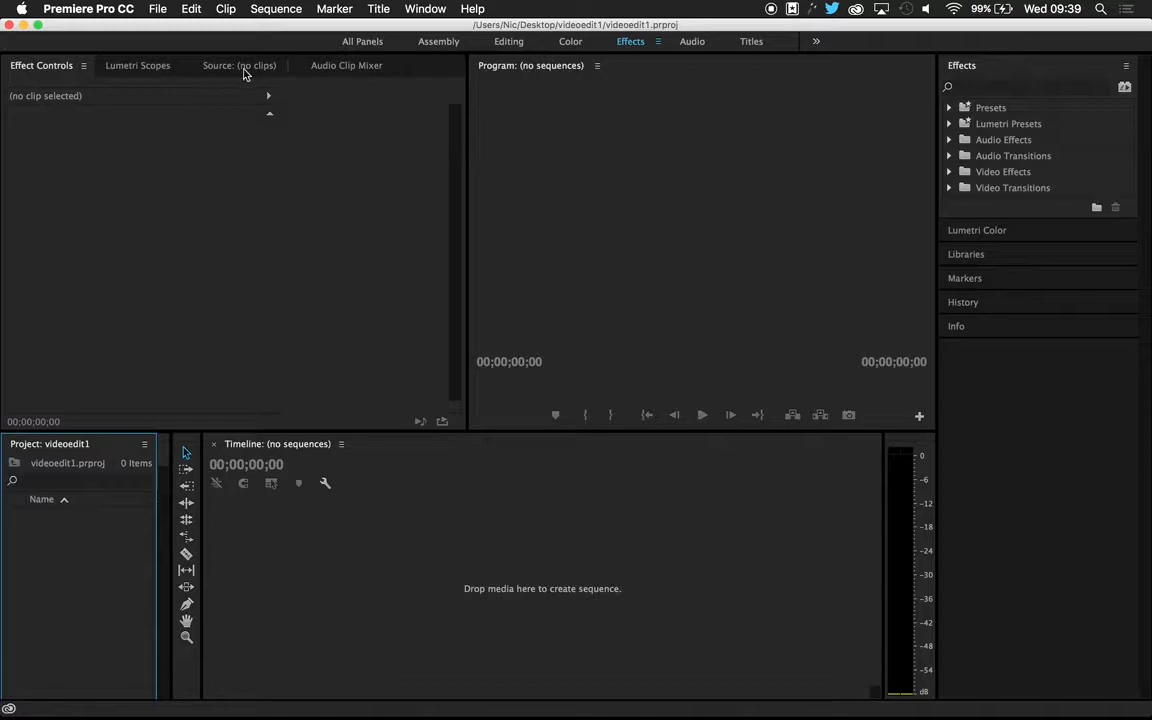 Premiere Pro CC File Edit Clip Sequence Marker Title Window Help 99% Wed 09:39
/Users/Nic/Desktop/videoedit1/videoedit1.prproj
All Panels Assembly Editing Color Effects Audio Titles
Effect Controls Lumetri Scopes Source: (no clips) Audio Clip Mixer
Program: (no sequences)
Effects
(no clip selected)
Presets
Lumetri Presets
Audio Effects
Audio Transitions
Video Effects
Video Transitions
Lumetri Color
Libraries
Markers
History
Info
00;00;00;00 00;00;00;00
00;00;00;00
Project: videoedit1
videoedit1.prproj 0 Items
Name
Timeline: (no sequences)
00;00;00;00
Drop media here to create sequence.
0
-6
-12
-18
-24
-30
-36
-42
-48
-54
dB